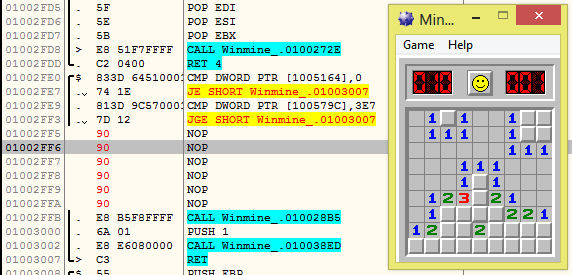 01002FD5 . 5F POP EDI
01002FD6 . 5E POP ESI
01002FD7 . 5B POP EBX
01002FD8 > E8 51F7FFFF CALL Winmine_.0100272E
01002FDD . C2 0400 RET 4
01002FE0 $ 833D 64510001 CMP DWORD PTR [1005164],0
01002FE7 . 74 1E JE SHORT Winmine_.01003007
01002FE9 . 813D 9C570001 CMP DWORD PTR [100579C],3E7
01002FF3 . 7D 12 JGE SHORT Winmine_.01003007
01002FF5 90 NOP
01002FF6 90 NOP
01002FF7 90 NOP
01002FF8 90 NOP
01002FF9 90 NOP
01002FFA 90 NOP
01002FFB . E8 B5F8FFFF CALL Winmine_.010028B5
01003000 . 6A 01 PUSH 1
01003002 . E8 E6080000 CALL Winmine_.010038ED
01003007 > C3 RET
01003008 $ 55 PUSH EBP
Min...
Game Help
010 001
1 1 1
1 1 1 1
1 1 1
1 1 1
1 1
1 2 3 2 1
2 2 1
1 2 2